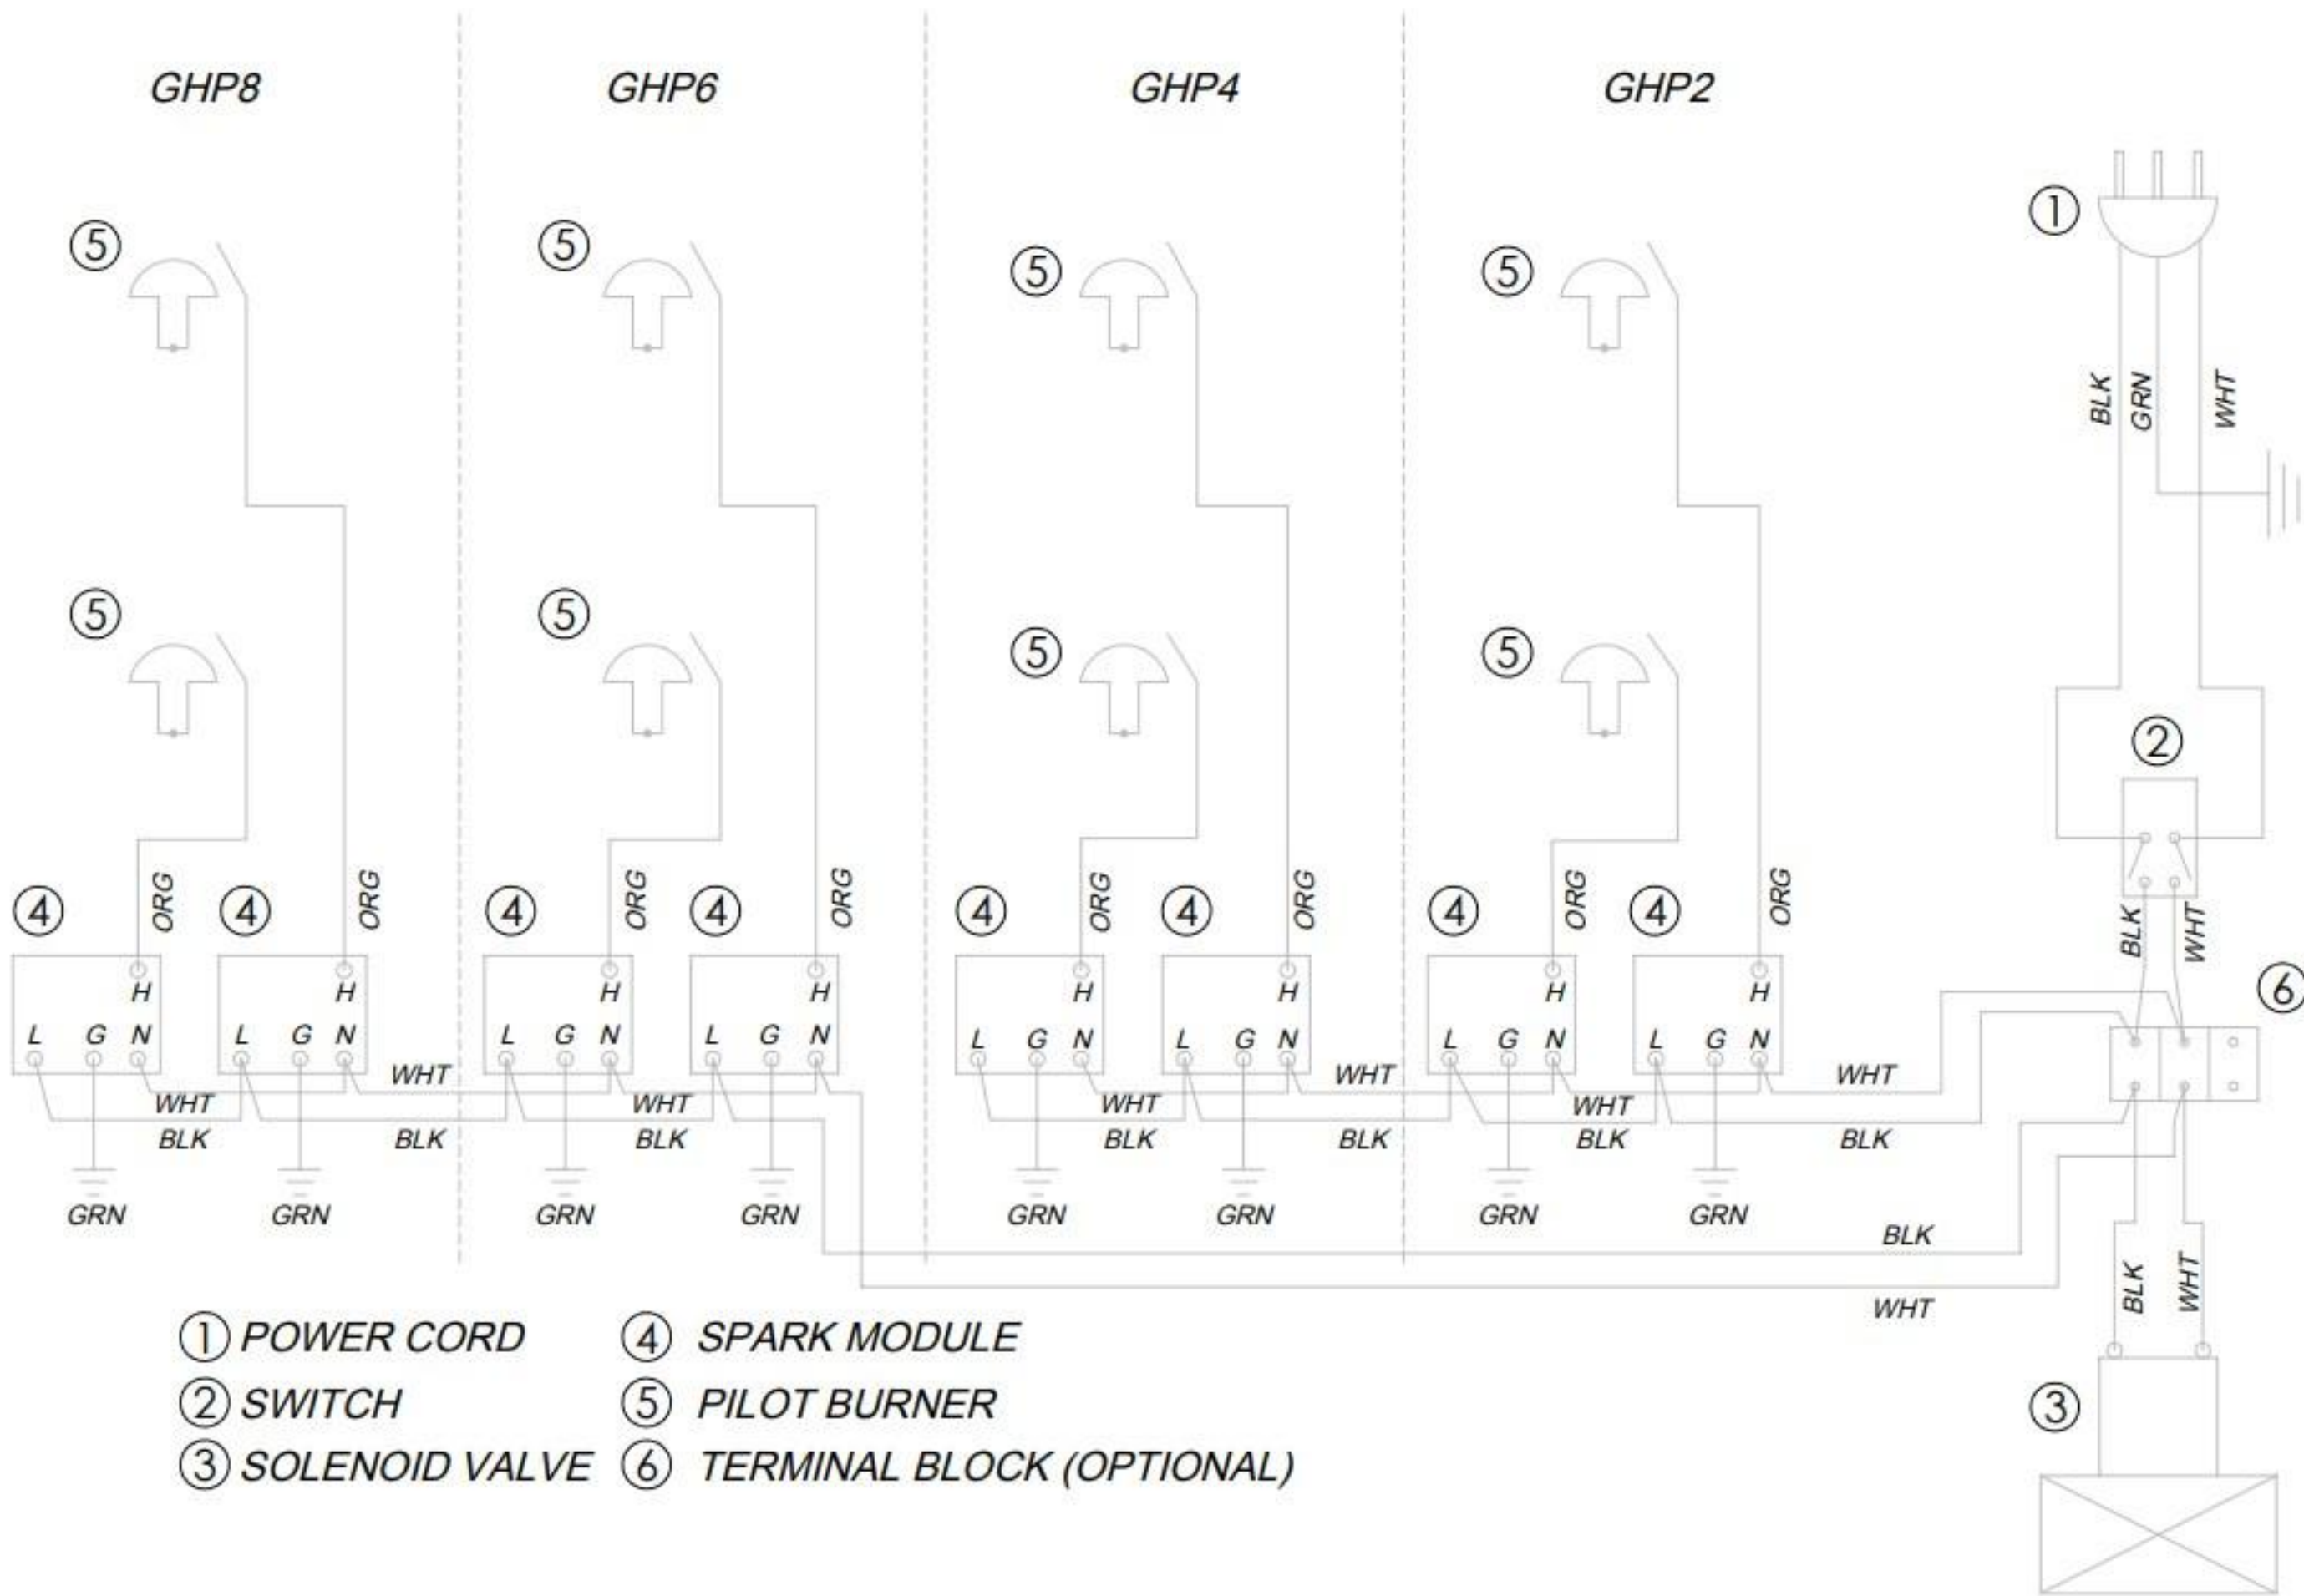 GHP8 GHP6 GHP4 GHP2
1
5 5 5 5
BLK GRN WHT
5 5 5 5
2
4 ORG 4 ORG 4 ORG 4 ORG 4 ORG 4 ORG 4 ORG 4 ORG
BLK WHT
6
H H H H H H H H
L G N L G N L G N L G N L G N L G N L G N L G N
WHT WHT WHT
WHT WHT WHT WHT
BLK BLK BLK BLK BLK BLK BLK
GRN GRN GRN GRN GRN GRN GRN GRN
BLK
WHT
BLK WHT
3
1 POWER CORD 4 SPARK MODULE
2 SWITCH 5 PILOT BURNER
3 SOLENOID VALVE 6 TERMINAL BLOCK (OPTIONAL)